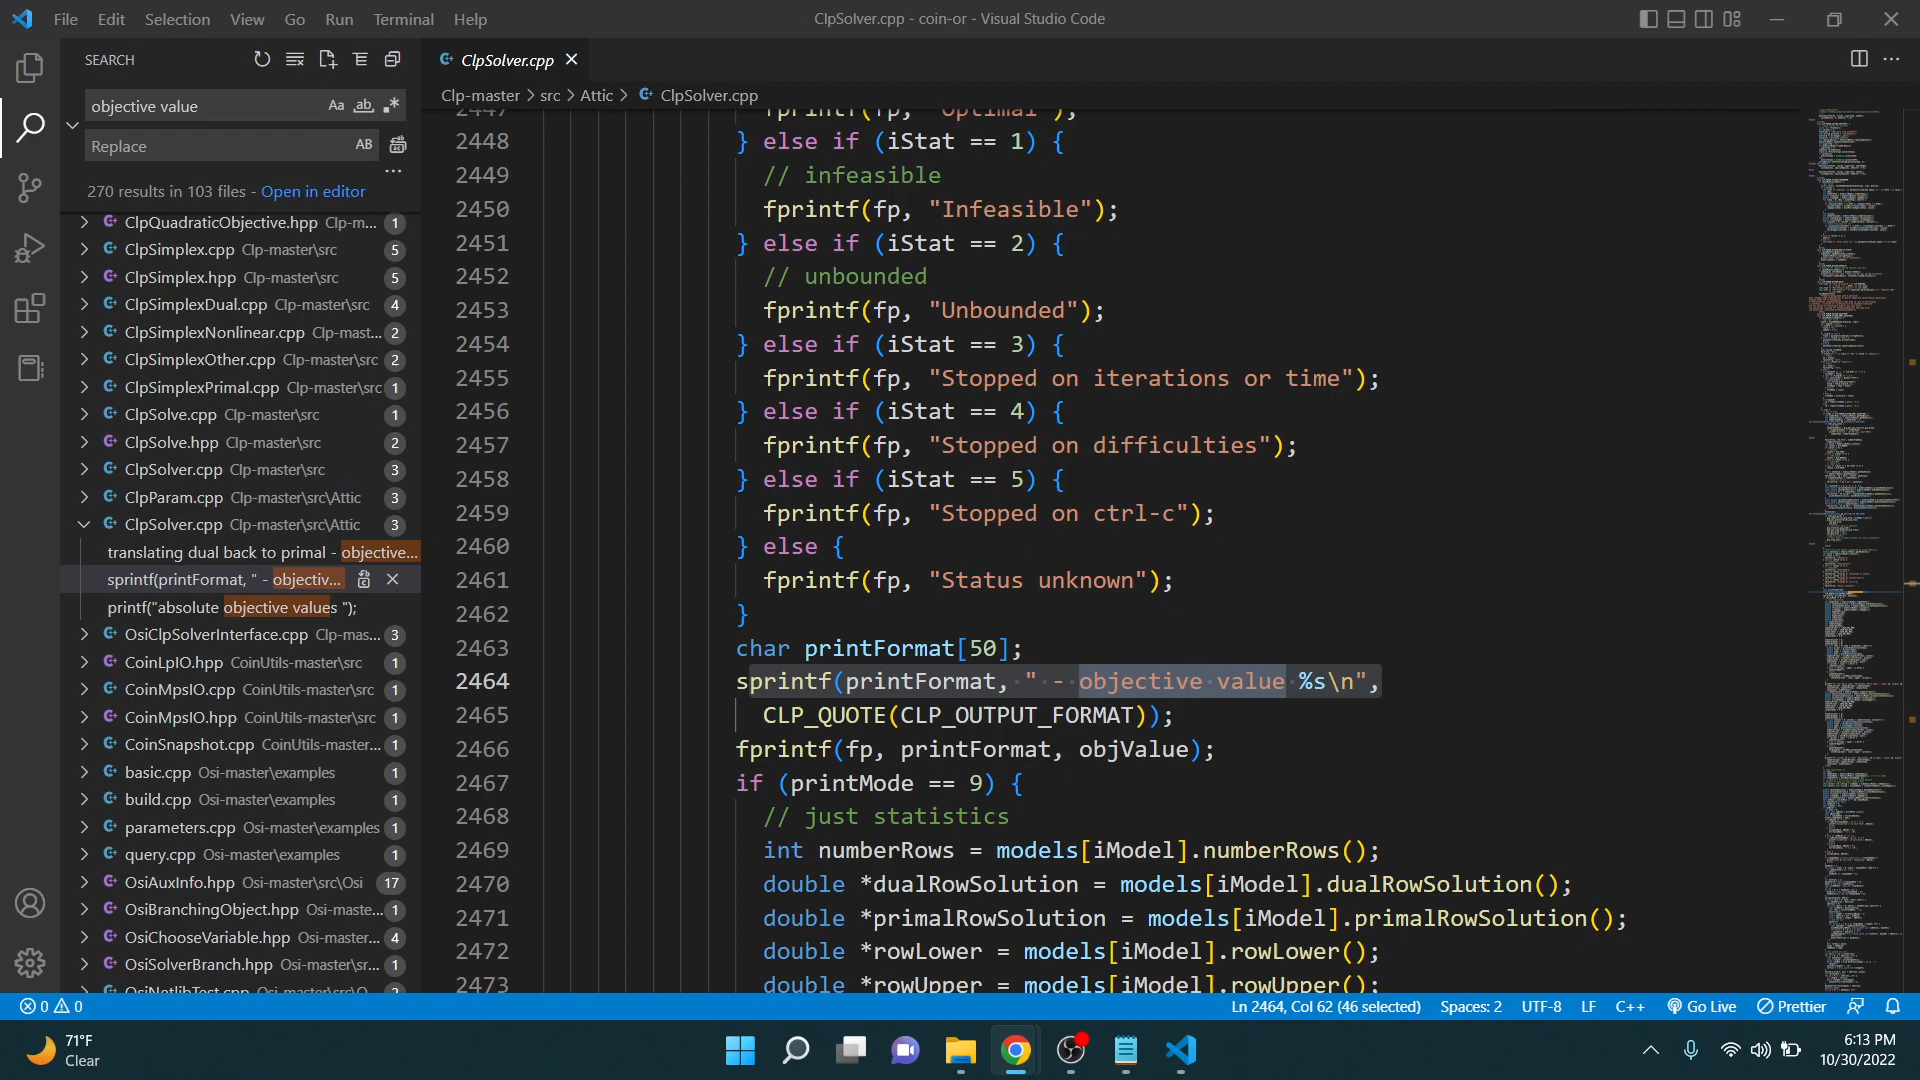 File Edit Selection View Go Run Terminal Help
ClpSolver.cpp - coin-or - Visual Studio Code
SEARCH
objective value
Aa ab
Replace
AB
270 results in 103 files - Open in editor
ClpQuadraticObjective.hpp Clp-m... 1
ClpSimplex.cpp Clp-master\src 5
ClpSimplex.hpp Clp-master\src 5
ClpSimplexDual.cpp Clp-master\src 4
ClpSimplexNonlinear.cpp Clp-mast... 2
ClpSimplexOther.cpp Clp-master\src 2
ClpSimplexPrimal.cpp Clp-master\src 1
ClpSolve.cpp Clp-master\src 1
ClpSolve.hpp Clp-master\src 2
ClpSolver.cpp Clp-master\src 3
ClpParam.cpp Clp-master\src\Attic 3
ClpSolver.cpp Clp-master\src\Attic 3
translating dual back to primal - objective...
sprintf(printFormat, " - objectiv...
printf("absolute objective values ");
OsiClpSolverInterface.cpp Clp-mas... 3
CoinLpIO.hpp CoinUtils-master\src 1
CoinMpsIO.cpp CoinUtils-master\src 1
CoinMpsIO.hpp CoinUtils-master\src 1
CoinSnapshot.cpp CoinUtils-master... 1
basic.cpp Osi-master\examples 1
build.cpp Osi-master\examples 1
parameters.cpp Osi-master\examples 1
query.cpp Osi-master\examples 1
OsiAuxInfo.hpp Osi-master\src\Osi 17
OsiBranchingObject.hpp Osi-maste... 1
OsiChooseVariable.hpp Osi-master... 4
OsiSolverBranch.hpp Osi-master\sr... 1
OsiNetlibTest.cpp Osi-master\src\O... 2
ClpSolver.cpp
Clp-master > src > Attic > ClpSolver.cpp
2447 fprintf(fp, "Optimal");
2448 } else if (iStat == 1) {
2449 // infeasible
2450 fprintf(fp, "Infeasible");
2451 } else if (iStat == 2) {
2452 // unbounded
2453 fprintf(fp, "Unbounded");
2454 } else if (iStat == 3) {
2455 fprintf(fp, "Stopped on iterations or time");
2456 } else if (iStat == 4) {
2457 fprintf(fp, "Stopped on difficulties");
2458 } else if (iStat == 5) {
2459 fprintf(fp, "Stopped on ctrl-c");
2460 } else {
2461 fprintf(fp, "Status unknown");
2462 }
2463 char printFormat[50];
2464 sprintf(printFormat, " - objective value %s\n",
2465 CLP_QUOTE(CLP_OUTPUT_FORMAT));
2466 fprintf(fp, printFormat, objValue);
2467 if (printMode == 9) {
2468 // just statistics
2469 int numberRows = models[iModel].numberRows();
2470 double *dualRowSolution = models[iModel].dualRowSolution();
2471 double *primalRowSolution = models[iModel].primalRowSolution();
2472 double *rowLower = models[iModel].rowLower();
2473 double *rowUpper = models[iModel].rowUpper();
0 0
Ln 2464, Col 62 (46 selected) Spaces: 2 UTF-8 LF C++ Go Live Prettier
71°F
Clear
6:13 PM
10/30/2022